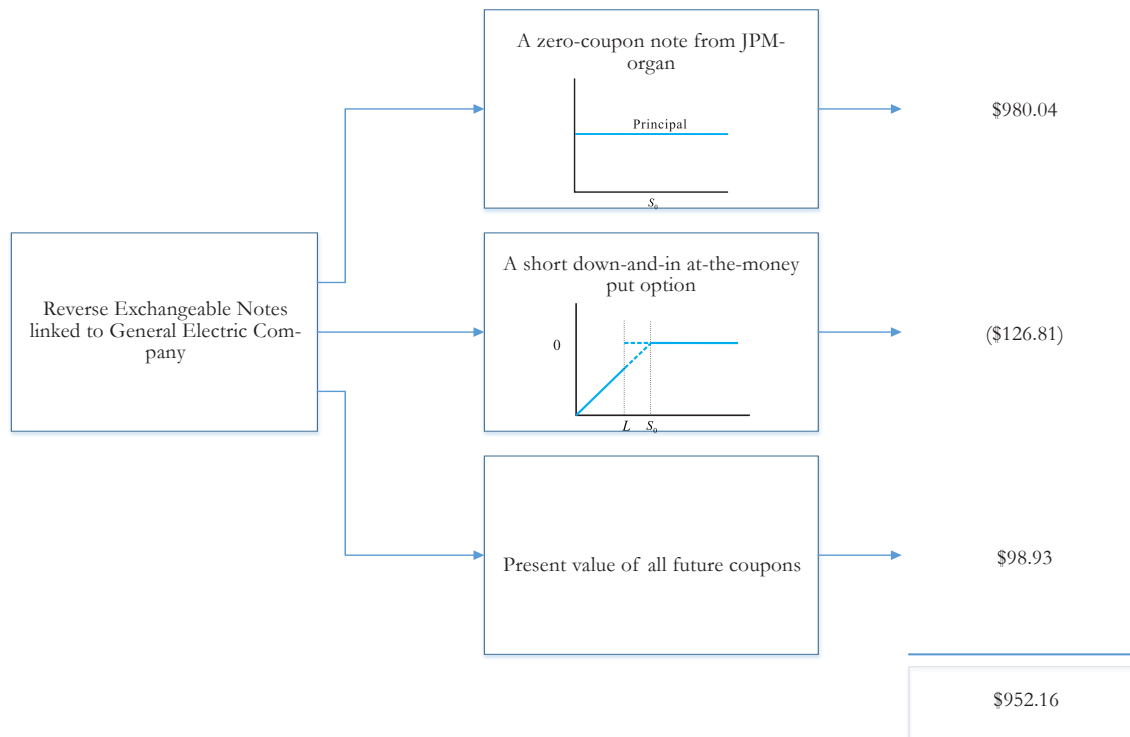 A zero-coupon note from JPM-
organ
Principal
S₀
$980.04
Reverse Exchangeable Notes
linked to General Electric Com-
pany
A short down-and-in at-the-money
put option
0
L S₀
($126.81)
Present value of all future coupons
$98.93
$952.16